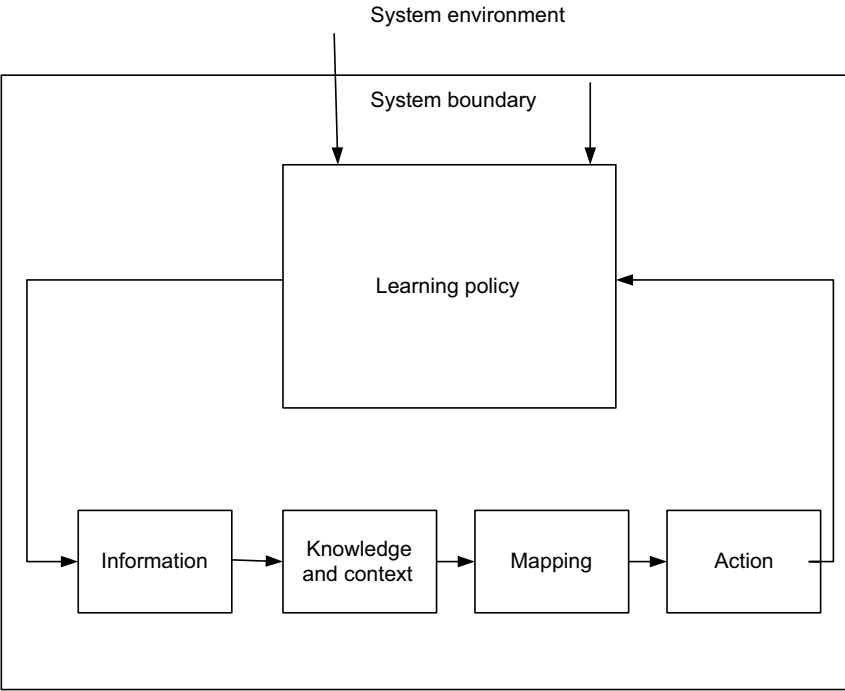 System environment
System boundary
Learning policy
Information
Knowledge
and context
Mapping
Action